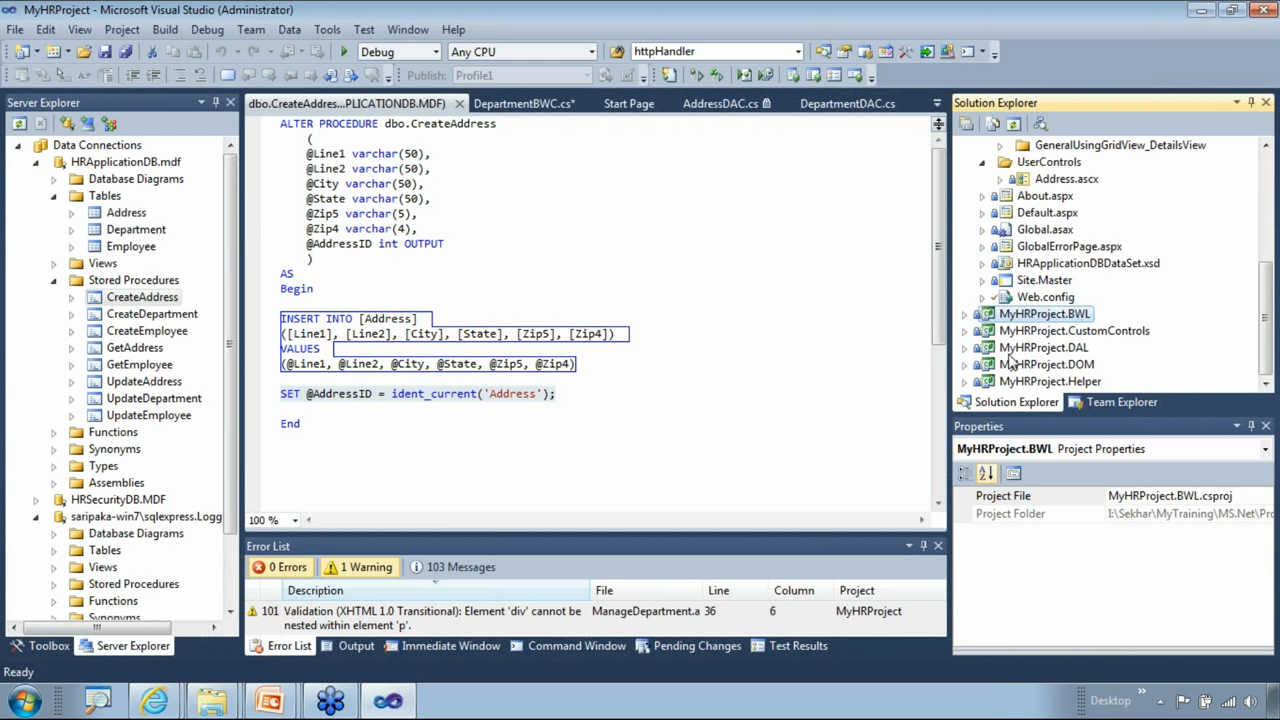 MyHRProject - Microsoft Visual Studio (Administrator)
File Edit View Project Build Debug Team Data Tools Test Window Help
Debug Any CPU httpHandler
Publish: Profile1
Server Explorer
Data Connections
HRApplicationDB.mdf
Database Diagrams
Tables
Address
Department
Employee
Views
Stored Procedures
CreateAddress
CreateDepartment
CreateEmployee
GetAddress
GetEmployee
UpdateAddress
UpdateDepartment
UpdateEmployee
Functions
Synonyms
Types
Assemblies
HRSecurityDB.MDF
saripaka-win7\sqlexpress.Logg
Database Diagrams
Tables
Views
Stored Procedures
Functions
Synonyms
Toolbox Server Explorer
dbo.CreateAddres...PLICATIONDB.MDF) DepartmentBWC.cs* Start Page AddressDAC.cs DepartmentDAC.cs
ALTER PROCEDURE dbo.CreateAddress
(
@Line1 varchar(50),
@Line2 varchar(50),
@City varchar(50),
@State varchar(50),
@Zip5 varchar(5),
@Zip4 varchar(4),
@AddressID int OUTPUT
)
AS
Begin
INSERT INTO [Address]
([Line1], [Line2], [City], [State], [Zip5], [Zip4])
VALUES
(@Line1, @Line2, @City, @State, @Zip5, @Zip4)
SET @AddressID = ident_current('Address');
End
100 %
Error List
0 Errors 1 Warning 103 Messages
Description File Line Column Project
101 Validation (XHTML 1.0 Transitional): Element 'div' cannot be ManageDepartment.a 36 6 MyHRProject
nested within element 'p'.
Error List Output Immediate Window Command Window Pending Changes Test Results
Solution Explorer
GeneralUsingGridView_DetailsView
UserControls
Address.ascx
About.aspx
Default.aspx
Global.asax
GlobalErrorPage.aspx
HRApplicationDBDataSet.xsd
Site.Master
Web.config
MyHRProject.BWL
MyHRProject.CustomControls
MyHRProject.DAL
MyHRProject.DOM
MyHRProject.Helper
Solution Explorer Team Explorer
Properties
MyHRProject.BWL Project Properties
Project File MyHRProject.BWL.csproj
Project Folder I:\Sekhar\MyTraining\MS.Net\Pro
Ready
Desktop